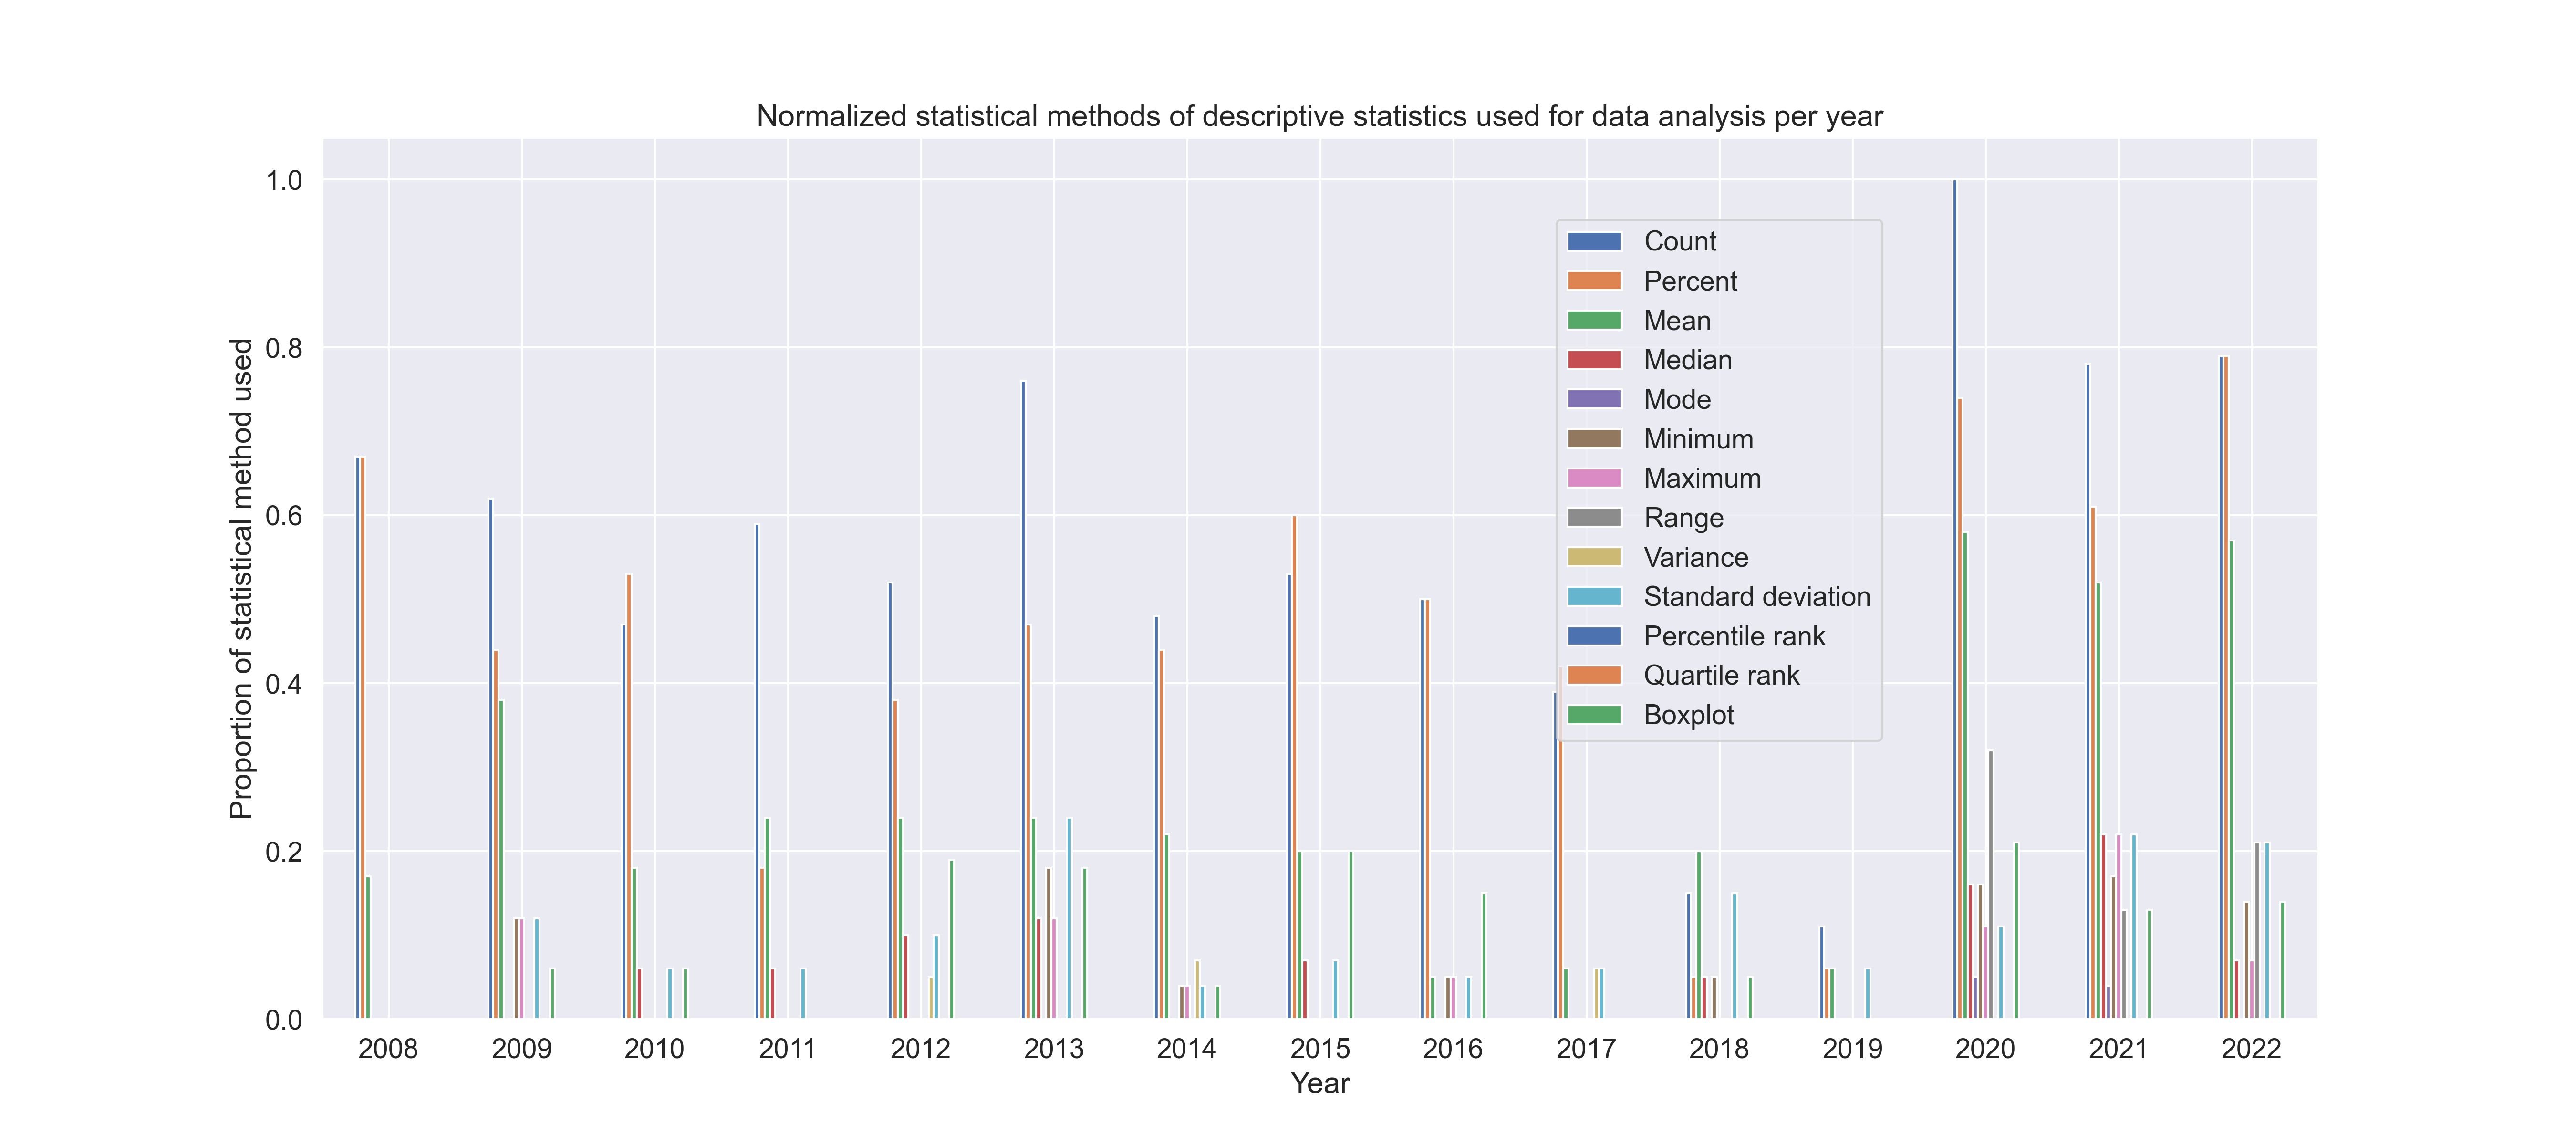 Normalized statistical methods of descriptive statistics used for data analysis per year
1.0
0.8
0.6
0.4
0.2
0.0
Proportion of statistical method used
Count
Percent
Mean
Median
Mode
Minimum
Maximum
Range
Variance
Standard deviation
Percentile rank
Quartile rank
Boxplot
2008 2009 2010 2011 2012 2013 2014 2015 2016 2017 2018 2019 2020 2021 2022
Year